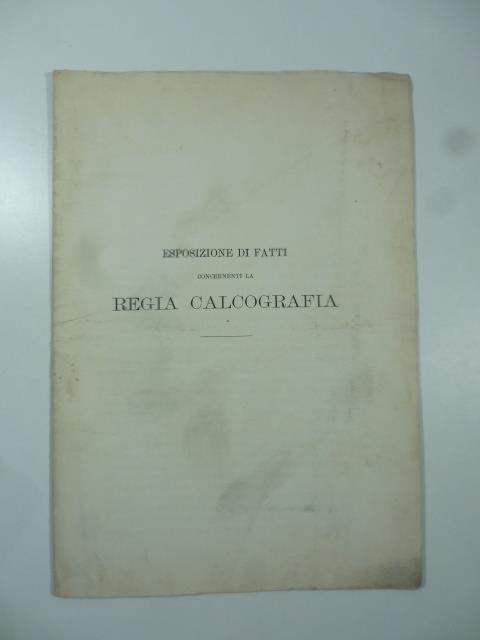 ESPOSIZIONE DI FATTI
CONCERNENTI LA
REGIA CALCOGRAFIA